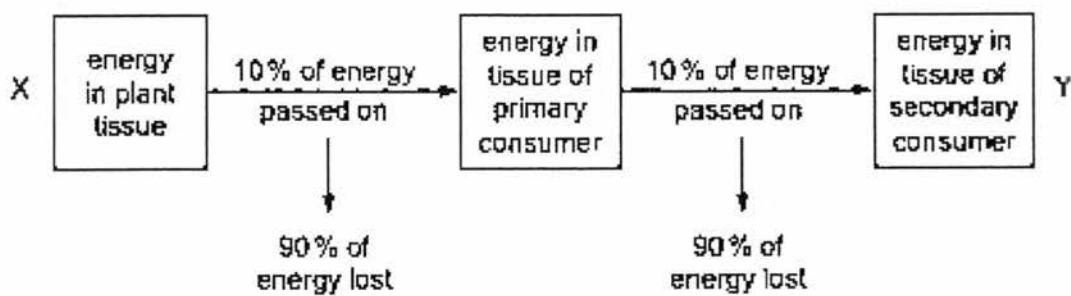 X
energy
in plant
tissue
10% of energy
passed on
90% of
energy lost
energy in
tissue of
primary
consumer
10% of energy
passed on
90% of
energy lost
energy in
tissue of
secondary
consumer
Y